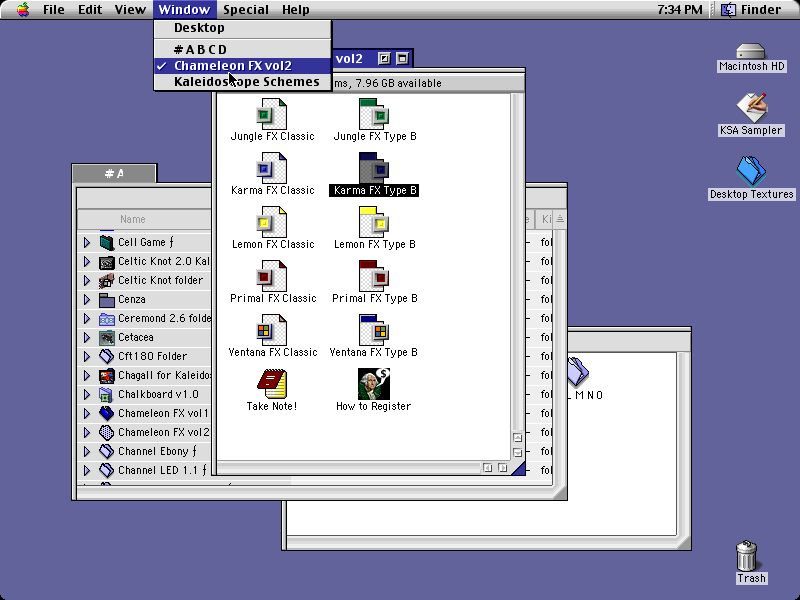 File Edit View Window Special Help 7:34 PM Finder
Desktop
#ABCD
✓ Chameleon FX vol2
Kaleidoscope Schemes
vol2
ms, 7.96 GB available
Jungle FX Classic
Jungle FX Type B
Karma FX Classic
Karma FX Type B
Lemon FX Classic
Lemon FX Type B
Primal FX Classic
Primal FX Type B
Ventana FX Classic
Ventana FX Type B
Take Note!
How to Register
# A
Name
Ki
Cell Game ƒ
Celtic Knot 2.0 Kal
Celtic Knot folder
Cenza
Ceremond 2.6 folde
Cetacea
Cft180 Folder
Chagall for Kaleido
Chalkboard v1.0
Chameleon FX vol1
Chameleon FX vol2
Channel Ebony ƒ
Channel LED 1.1 ƒ
fol
fol
fol
fol
fol
fol
fol
fol
fol
fol
fol
fol
fol
L M N O
Macintosh HD
KSA Sampler
Desktop Textures
Trash